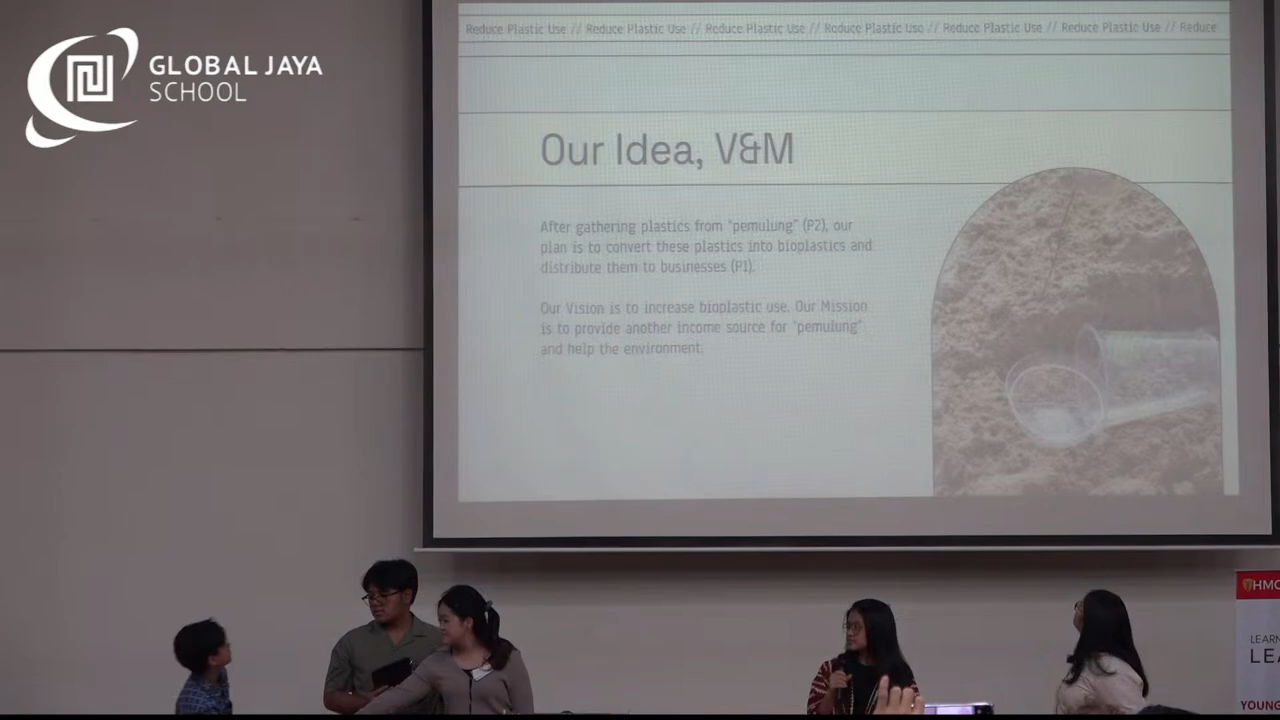 GLOBAL JAYA
SCHOOL
Reduce Plastic Use // Reduce Plastic Use // Reduce Plastic Use // Reduce Plastic Use // Reduce Plastic Use // Reduce Plastic Use // Reduce
Our Idea, V&M
After gathering plastics from "pemulung" (P2), our
plan is to convert these plastics into bioplastics and
distribute them to businesses (P1).
Our Vision is to increase bioplastic use. Our Mission
is to provide another income source for "pemulung"
and help the environment.
HMC
LEARN
LEA
YOUNG